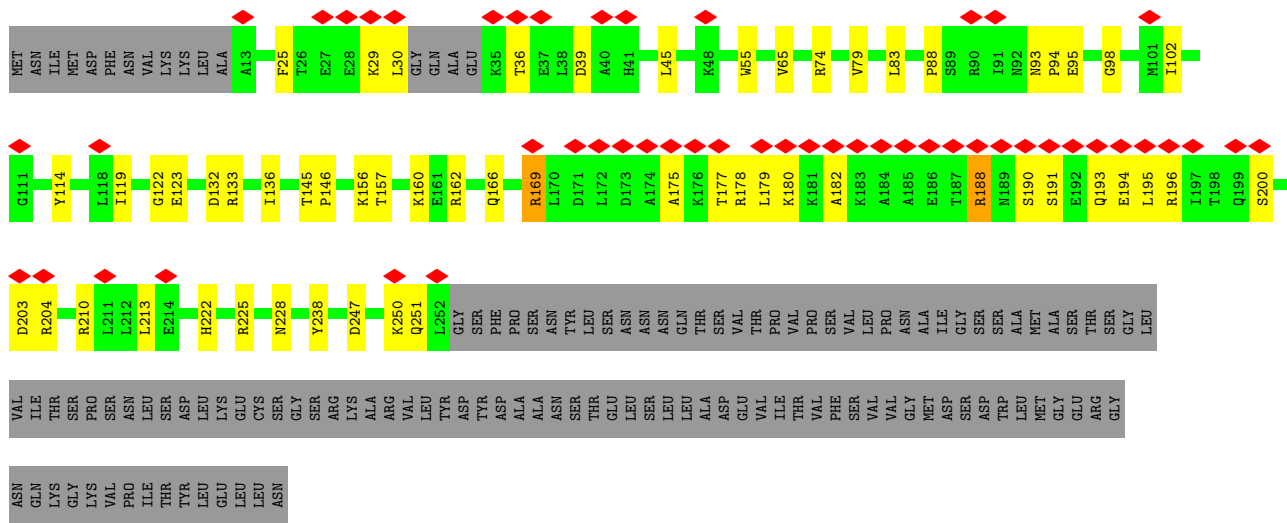 MET ASN ILE MET ASP PHE ASN VAL LYS LYS LEU ALA A13 F25 T26 E27 E28 K29 L30 GLY GLN ALA GLU K35 T36 E37 L38 D39 A40 H41 L45 K48 W55 V65 R74 V79 L83 P88 S89 R90 I91 N92 N93 P94 E95 G98 M101 I102
G111 Y114 L118 I119 G122 E123 D132 R133 I136 T145 P146 K156 T157 K160 E161 R162 Q166 R169 L170 D171 L172 D173 A174 A175 K176 T177 R178 L179 K180 K181 A182 K183 A184 A185 E186 T187 R188 N189 S190 S191 E192 Q193 E194 L195 R196 I197 T198 Q199 S200
D203 R204 R210 L211 L212 L213 E214 H222 R225 N228 Y238 D247 K250 Q251 L252 GLY SER PHE PRO SER ASN TYR LEU SER ASN ASN ASN GLN THR SER VAL THR PRO VAL PRO SER VAL LEU PRO ASN ALA ILE GLY SER SER ALA MET ALA SER THR SER GLY LEU
VAL ILE THR SER PRO SER ASN LEU SER ASP LEU LYS GLU CYS SER GLY SER ARG LYS ALA ARG VAL LEU TYR ASP TYR ASP ALA ALA ASN SER THR GLU LEU SER LEU LEU ALA ASP GLU VAL ILE THR VAL PHE SER VAL VAL GLY MET ASP SER ASP TRP LEU MET GLY GLU ARG GLY
ASN GLN LYS GLY LYS VAL PRO ILE THR TYR LEU GLU LEU LEU ASN